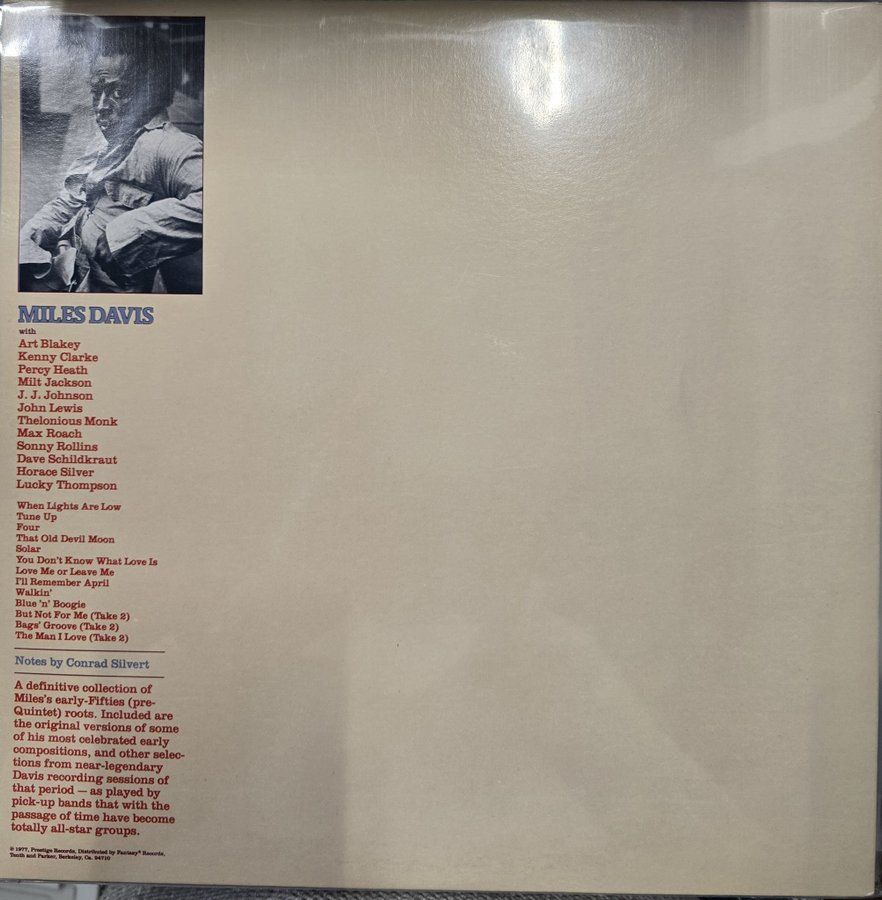 MILES DAVIS
with
Art Blakey
Kenny Clarke
Percy Heath
Milt Jackson
J. J. Johnson
John Lewis
Thelonious Monk
Max Roach
Sonny Rollins
Dave Schildkraut
Horace Silver
Lucky Thompson
When Lights Are Low
Tune Up
Four
That Old Devil Moon
Solar
You Don't Know What Love Is
Love Me or Leave Me
I'll Remember April
Walkin'
Blue 'n' Boogie
But Not For Me (Take 2)
Bags' Groove (Take 2)
The Man I Love (Take 2)
Notes by Conrad Silvert
A definitive collection of
Miles's early-Fifties (pre-
Quintet) roots. Included are
the original versions of some
of his most celebrated early
compositions, and other selec-
tions from near-legendary
Davis recording sessions of
that period — as played by
pick-up bands that with the
passage of time have become
totally all-star groups.
℗ 1977, Prestige Records, Distributed by Fantasy® Records,
Tenth and Parker, Berkeley, Ca. 94710